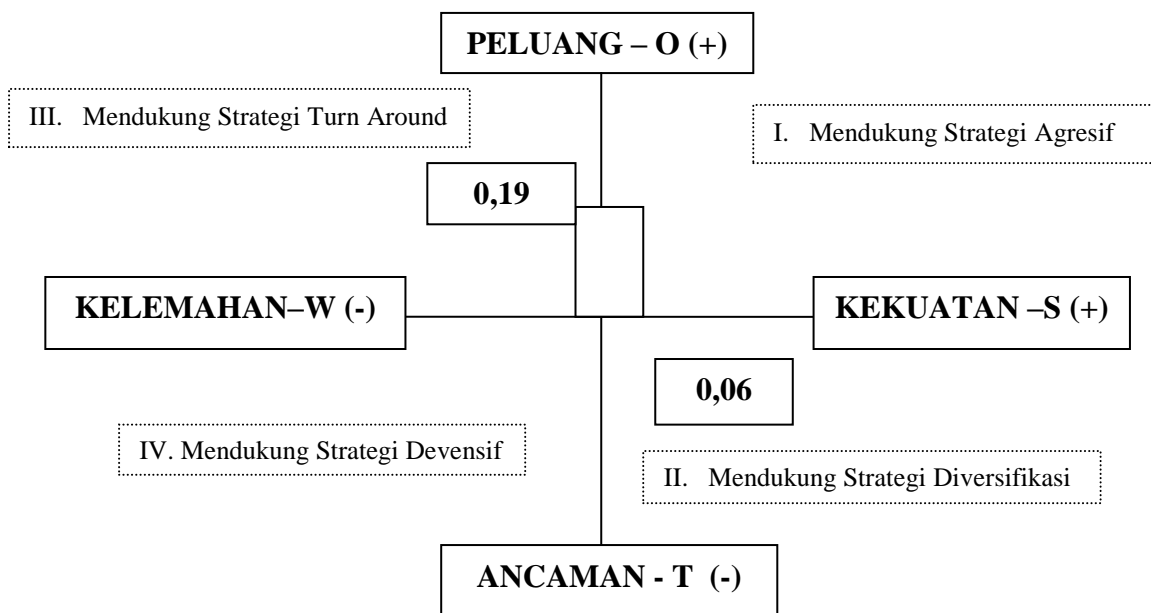 PELUANG – O (+)
III. Mendukung Strategi Turn Around
I. Mendukung Strategi Agresif
0,19
KELEMAHAN–W (-)
KEKUATAN –S (+)
0,06
IV. Mendukung Strategi Devensif
II. Mendukung Strategi Diversifikasi
ANCAMAN - T (-)